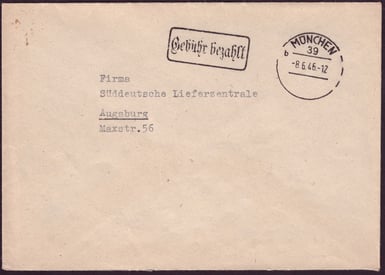 Gebühr bezahlt
MÜNCHEN
b 39
-8.6.46.-12
Firma
Süddeutsche Lieferzentrale
Augsburg
Maxstr.56